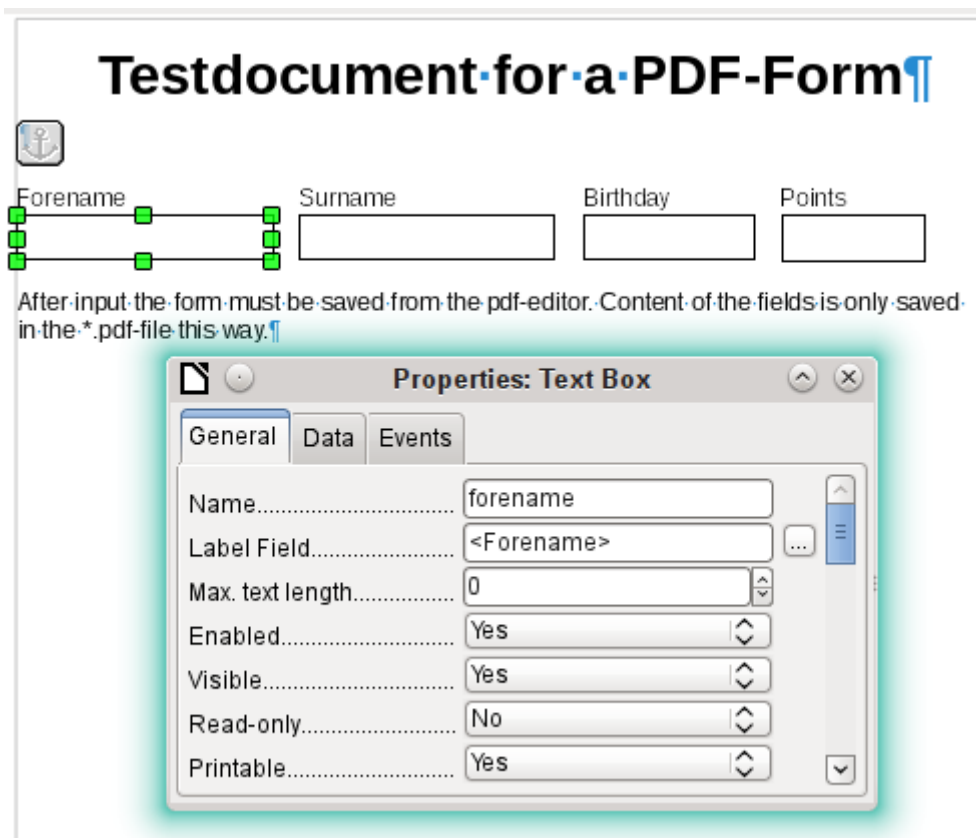 Testdocument·for·a·PDF-Form¶
Forename Surname Birthday Points
After·input·the·form·must·be·saved·from·the·pdf-editor.·Content·of·the·fields·is·only·saved·
in·the·*.pdf-file·this·way.¶
Properties: Text Box
General Data Events
Name................................. forename
Label Field........................ <Forename> ...
Max. text length................. 0
Enabled............................. Yes
Visible................................ Yes
Read-only.......................... No
Printable............................ Yes